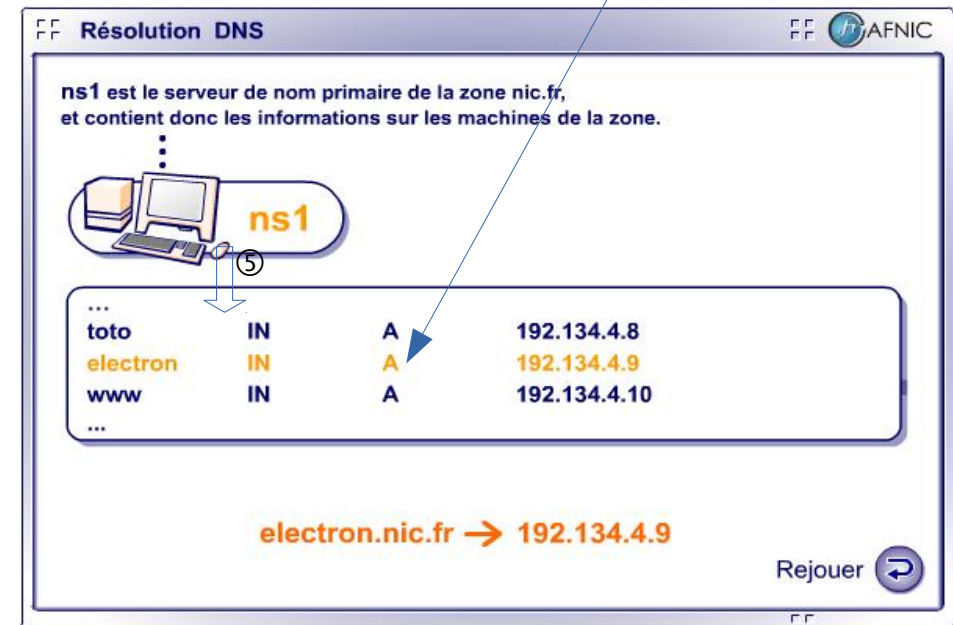 Résolution DNS
AFNIC
ns1 est le serveur de nom primaire de la zone nic.fr,
et contient donc les informations sur les machines de la zone.
ns1
⑤
...
toto IN A 192.134.4.8
electron IN A 192.134.4.9
www IN A 192.134.4.10
...
electron.nic.fr → 192.134.4.9
Rejouer